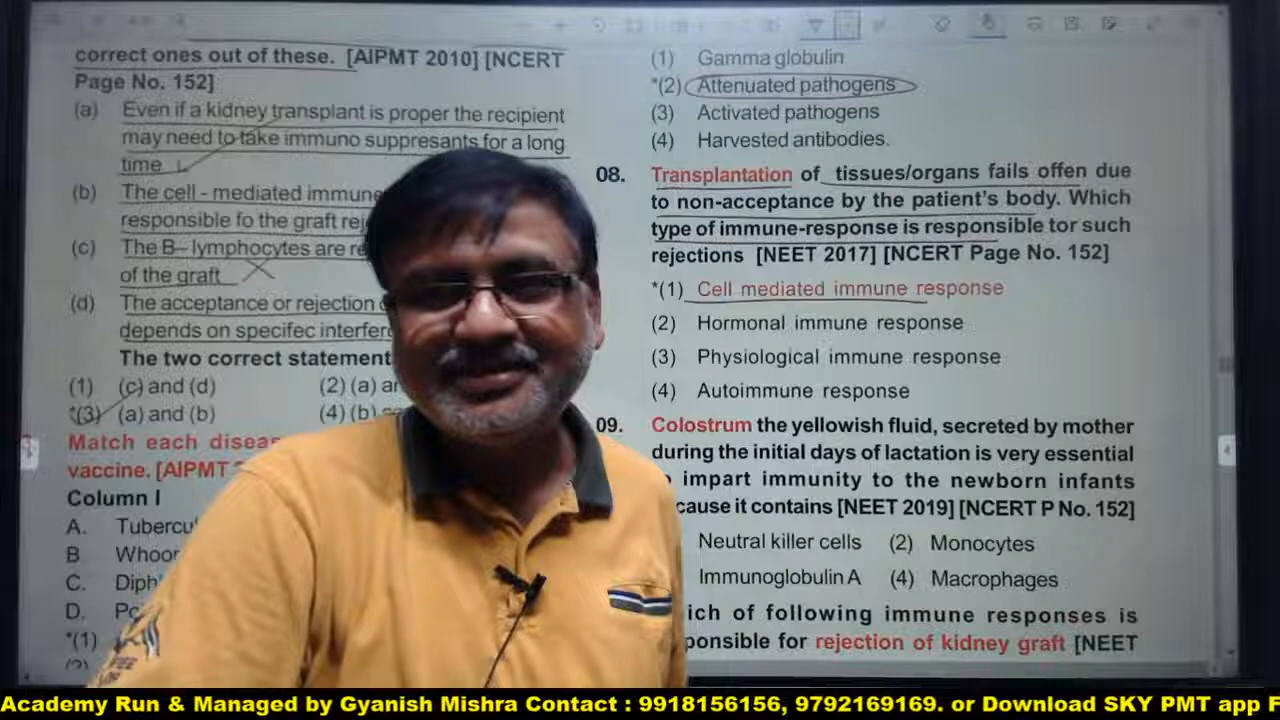 correct ones out of these. [AIPMT 2010] [NCERT
Page No. 152]
(a) Even if a kidney transplant is proper the recipient
may need to take immuno suppresants for a long
time
(b) The cell - mediated immune
responsible fo the graft rej
(c) The B– lymphocytes are re
of the graft
(d) The acceptance or rejection
depends on specifec interfer
The two correct statement
(1) (c) and (d) (2) (a) an
*(3) (a) and (b) (4) (b)
Match each diseas
vaccine. [AIPMT 2
Column I
A. Tubercu
B Whoor
C. Diph
D. Po
*(1)
(2)
(1) Gamma globulin
*(2) Attenuated pathogens
(3) Activated pathogens
(4) Harvested antibodies.
08. Transplantation of tissues/organs fails offen due
to non-acceptance by the patient's body. Which
type of immune-response is responsible tor such
rejections [NEET 2017] [NCERT Page No. 152]
*(1) Cell mediated immune response
(2) Hormonal immune response
(3) Physiological immune response
(4) Autoimmune response
09. Colostrum the yellowish fluid, secreted by mother
during the initial days of lactation is very essential
o impart immunity to the newborn infants
cause it contains [NEET 2019] [NCERT P No. 152]
Neutral killer cells (2) Monocytes
Immunoglobulin A (4) Macrophages
ich of following immune responses is
ponsible for rejection of kidney graft [NEET
Academy Run & Managed by Gyanish Mishra Contact : 9918156156, 9792169169. or Download SKY PMT app F